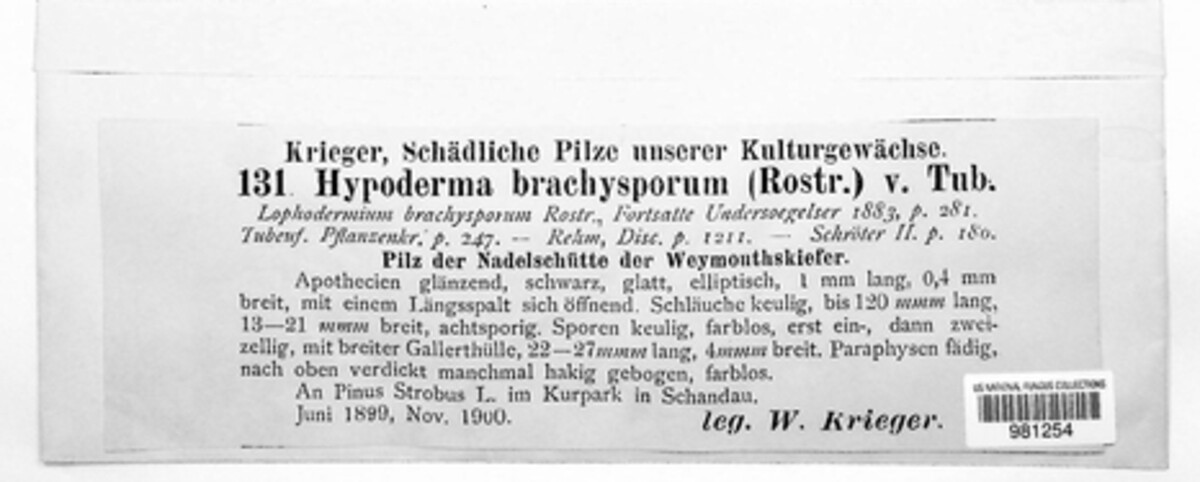 Krieger, Schädliche Pilze unserer Kulturgewächse.
131. Hypoderma brachysporum (Rostr.) v. Tub.
Lophodermium brachysporum Rostr., Fortsatte Undersoegelser 1883, p. 281.
Tubeuf. Pflanzenkr. p. 247. — Rehm, Disc. p. 1211. — Schröter II. p. 180.
Pilz der Nadelschütte der Weymouthskiefer.
Apothecien glänzend, schwarz, glatt, elliptisch, 1 mm lang, 0,4 mm
breit, mit einem Längsspalt sich öffnend. Schläuche keulig, bis 120 mmm lang,
13—21 mmm breit, achtsporig. Sporen keulig, farblos, erst ein-, dann zwei-
zellig, mit breiter Gallerthülle, 22—27 mmm lang, 4 mmm breit. Paraphysen fädig,
nach oben verdickt manchmal hakig gebogen, farblos.
An Pinus Strobus L. im Kurpark in Schandau,
Juni 1899, Nov. 1900.
leg. W. Krieger.
US NATIONAL FUNGUS COLLECTIONS
981254